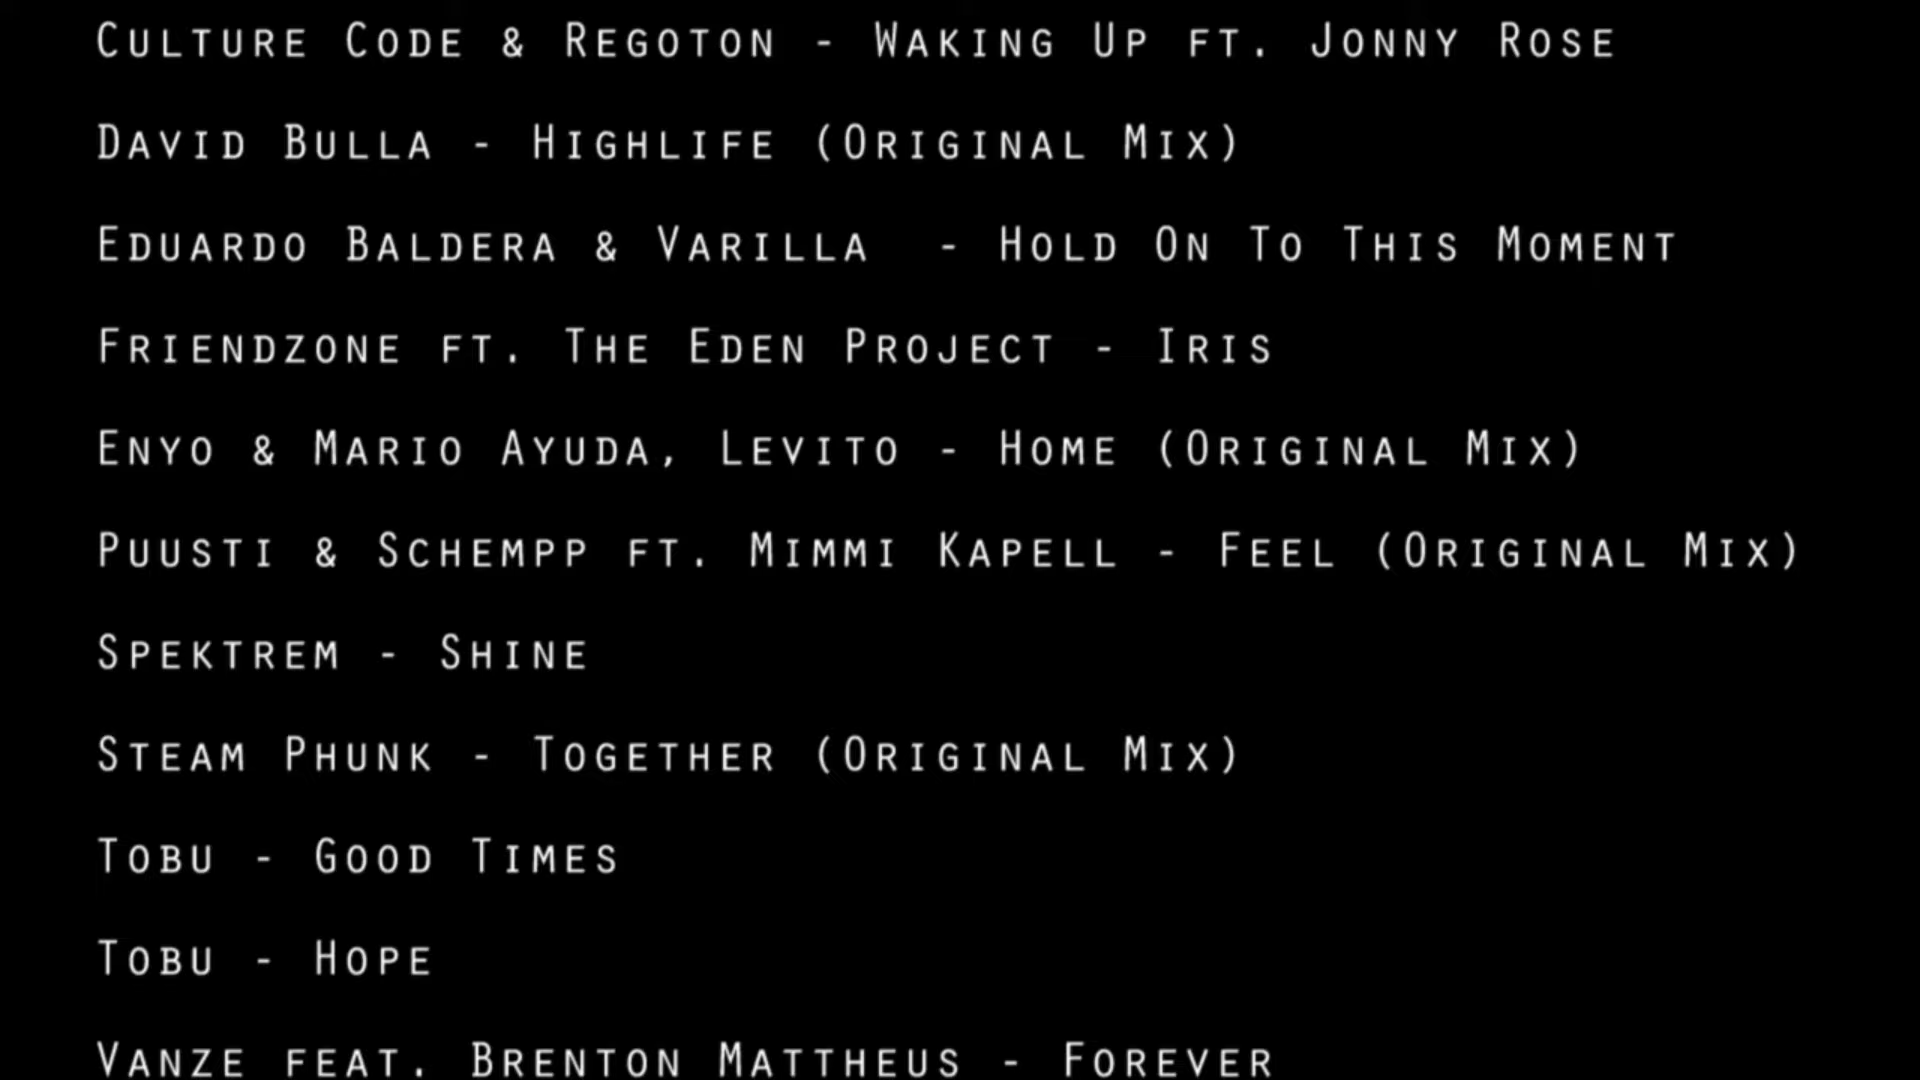 Culture Code & Regoton - Waking Up ft. Jonny Rose
David Bulla - Highlife (Original Mix)
Eduardo Baldera & Varilla - Hold On To This Moment
Friendzone ft. The Eden Project - Iris
Enyo & Mario Ayuda, Levito - Home (Original Mix)
Puusti & Schempp ft. Mimmi Kapell - Feel (Original Mix)
Spektrem - Shine
Steam Phunk - Together (Original Mix)
Tobu - Good Times
Tobu - Hope
Vanze feat. Brenton Mattheus - Forever